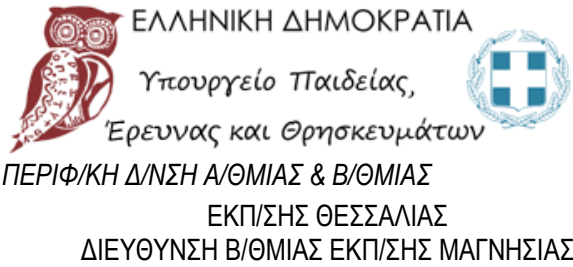 ΕΛΛΗΝΙΚΗ ΔΗΜΟΚΡΑΤΙΑ
Υπουργείο Παιδείας,
Έρευνας και Θρησκευμάτων
ΠΕΡΙΦ/ΚΗ Δ/ΝΣΗ Α/ΘΜΙΑΣ & Β/ΘΜΙΑΣ
ΕΚΠ/ΣΗΣ ΘΕΣΣΑΛΙΑΣ
ΔΙΕΥΘΥΝΣΗ Β/ΘΜΙΑΣ ΕΚΠ/ΣΗΣ ΜΑΓΝΗΣΙΑΣ